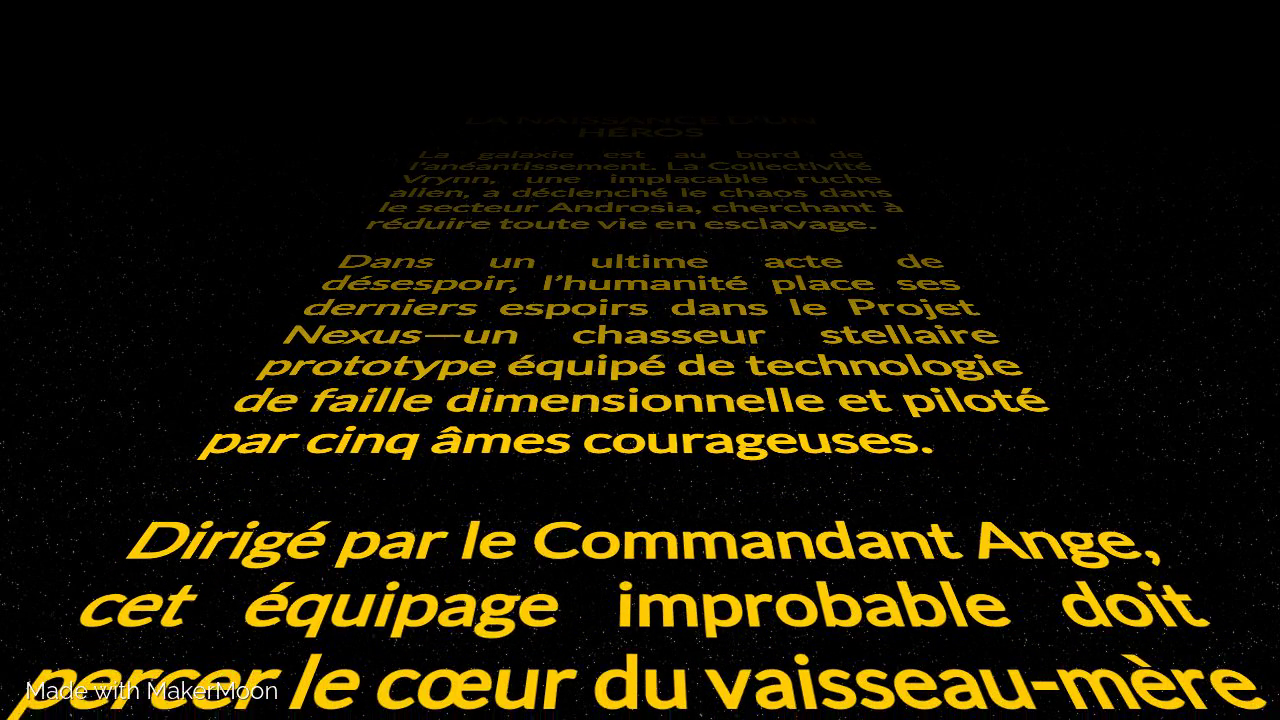 LA NAISSANCE D'UN
HÉROS
La galaxie est au bord de
l'anéantissement. La Collectivité
Vrynn, une implacable ruche
alien, a déclenché le chaos dans
le secteur Androsia, cherchant à
réduire toute vie en esclavage.
Dans un ultime acte de
désespoir, l'humanité place ses
derniers espoirs dans le Projet
Nexus—un chasseur stellaire
prototype équipé de technologie
de faille dimensionnelle et piloté
par cinq âmes courageuses.
Dirigé par le Commandant Ange,
cet équipage improbable doit
percer le cœur du vaisseau-mère
Made with MakerMoon